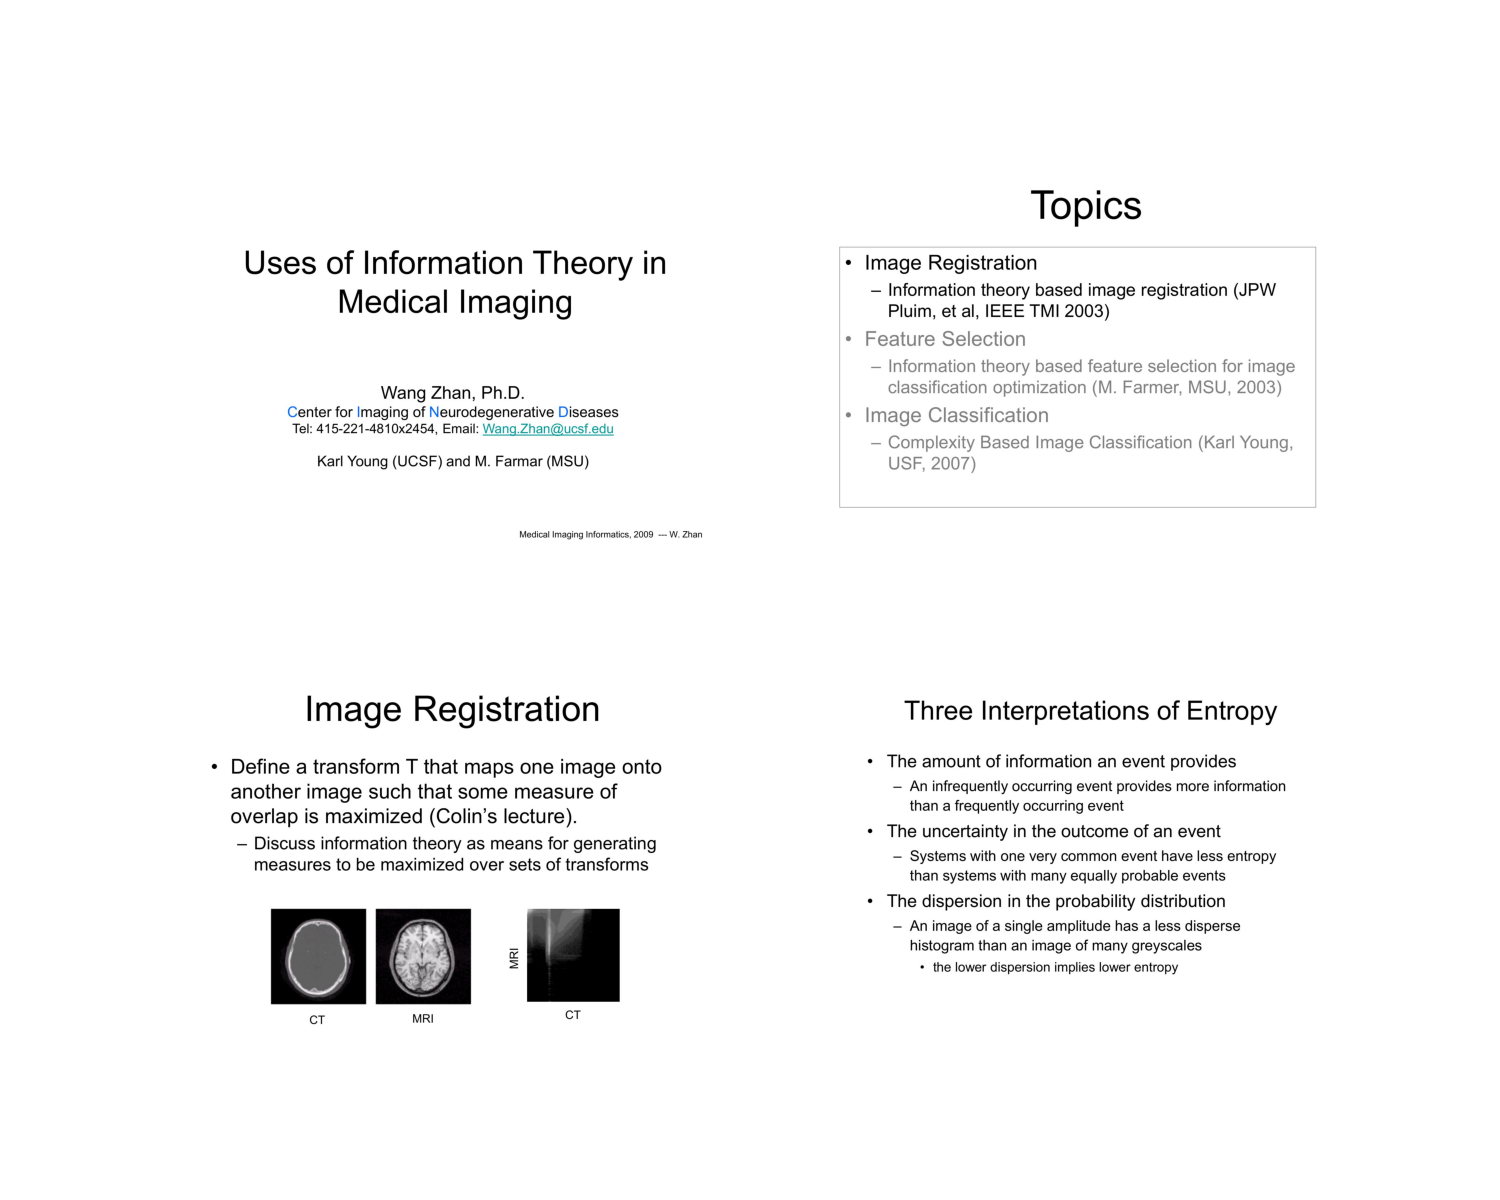 Uses of Information Theory in
Medical Imaging
Wang Zhan, Ph.D.
Center for Imaging of Neurodegenerative Diseases
Tel: 415-221-4810x2454, Email: Wang.Zhan@ucsf.edu
Karl Young (UCSF) and M. Farmar (MSU)
Medical Imaging Informatics, 2009 --- W. Zhan
Topics
• Image Registration
– Information theory based image registration (JPW
Pluim, et al, IEEE TMI 2003)
• Feature Selection
– Information theory based feature selection for image
classification optimization (M. Farmer, MSU, 2003)
• Image Classification
– Complexity Based Image Classification (Karl Young,
USF, 2007)
Image Registration
• Define a transform T that maps one image onto
another image such that some measure of
overlap is maximized (Colin’s lecture).
– Discuss information theory as means for generating
measures to be maximized over sets of transforms
MRI
CT
MRI
CT
Three Interpretations of Entropy
• The amount of information an event provides
– An infrequently occurring event provides more information
than a frequently occurring event
• The uncertainty in the outcome of an event
– Systems with one very common event have less entropy
than systems with many equally probable events
• The dispersion in the probability distribution
– An image of a single amplitude has a less disperse
histogram than an image of many greyscales
• the lower dispersion implies lower entropy